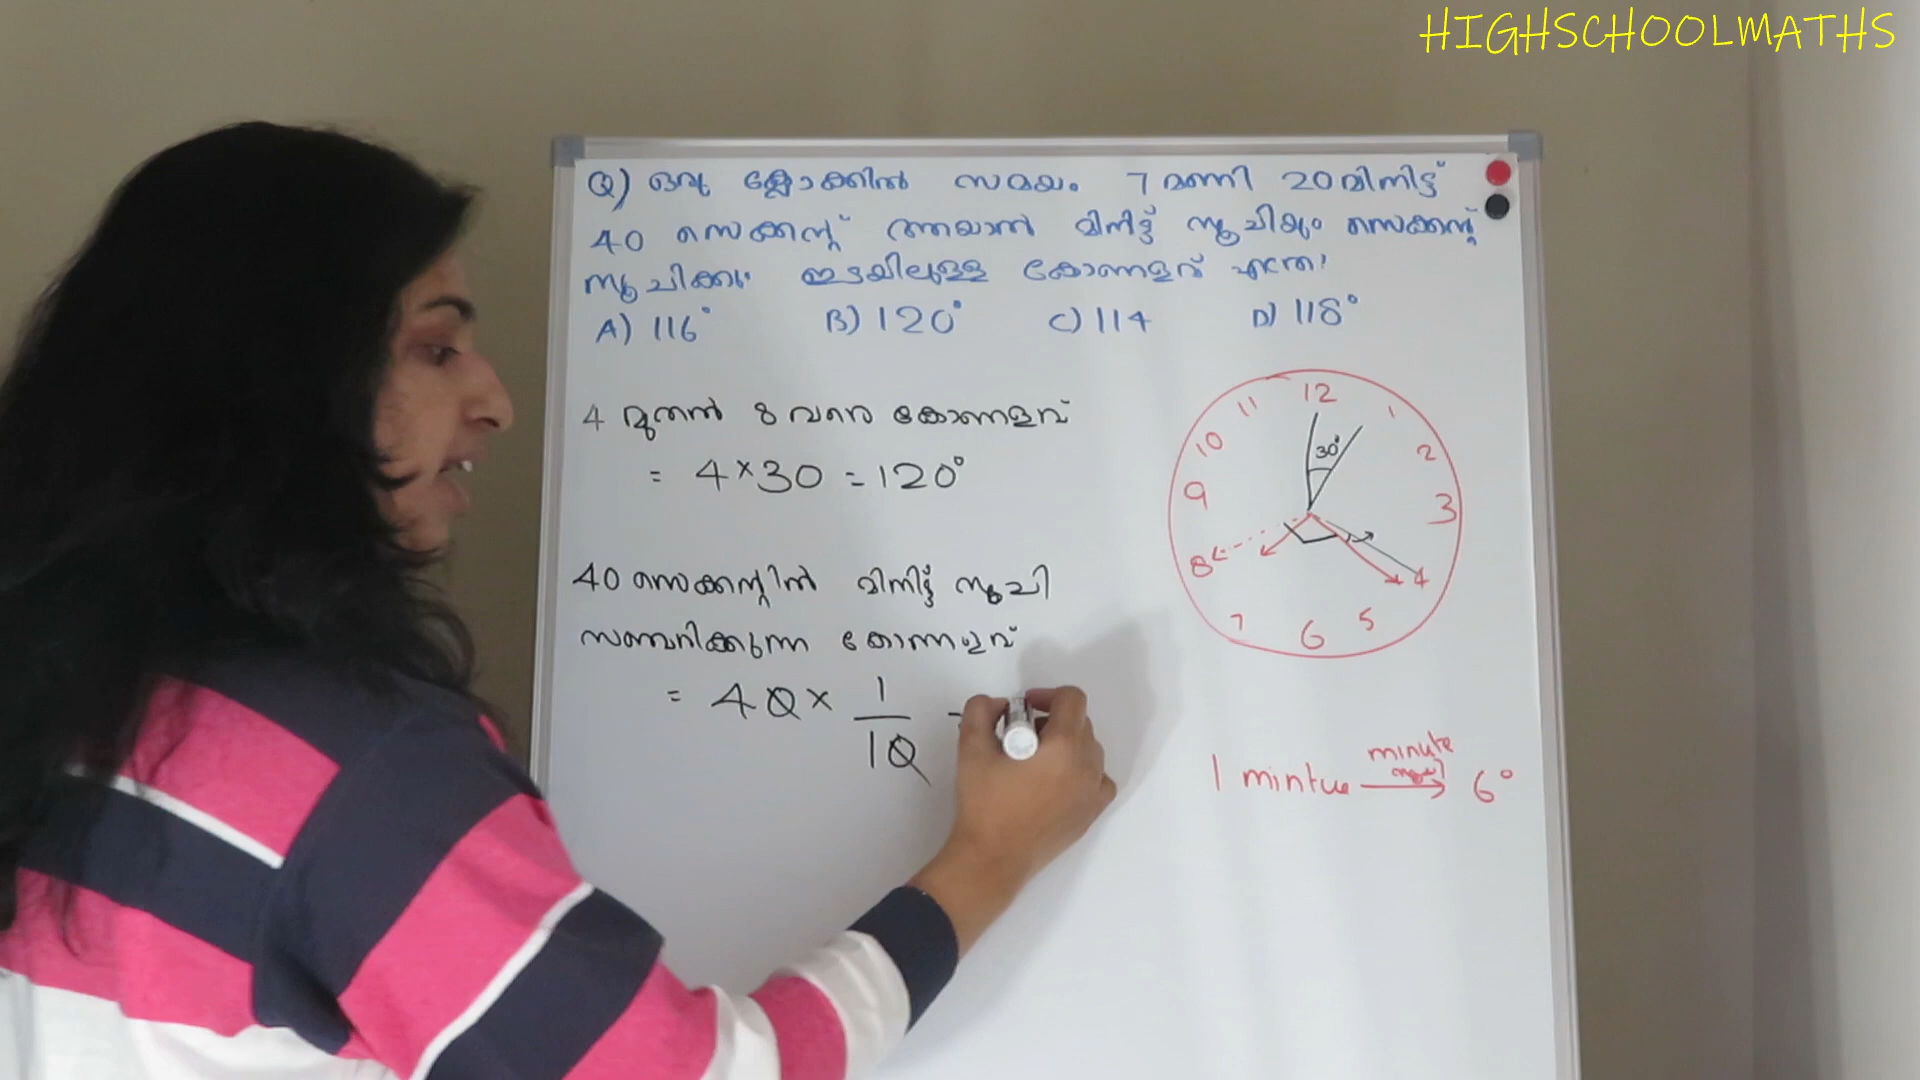 HIGHSCHOOLMATHS
Q) ഒരു ക്ലോക്കിൽ സമയം 7 മണി 20 മിനിട്ട്
40 സെക്കന്റ് ആയാൽ മിനിട്ട് സൂചിയും സെക്കന്റ്
സൂചിക്കും ഇടയിലുള്ള കോണളവ് എത്ര?
A) 116° B) 120° C) 114 D) 118°
4 മുതൽ 8 വരെ കോണളവ്
= 4 × 30 = 120°
40 സെക്കന്റിൽ മിനിട്ട് സൂചി
സഞ്ചരിക്കുന്ന കോണളവ്
= 40 × 1/10 =
12
1
2
3
4
5
6
7
8
9
10
11
30°
1 mintue minute സൂചി → 6°